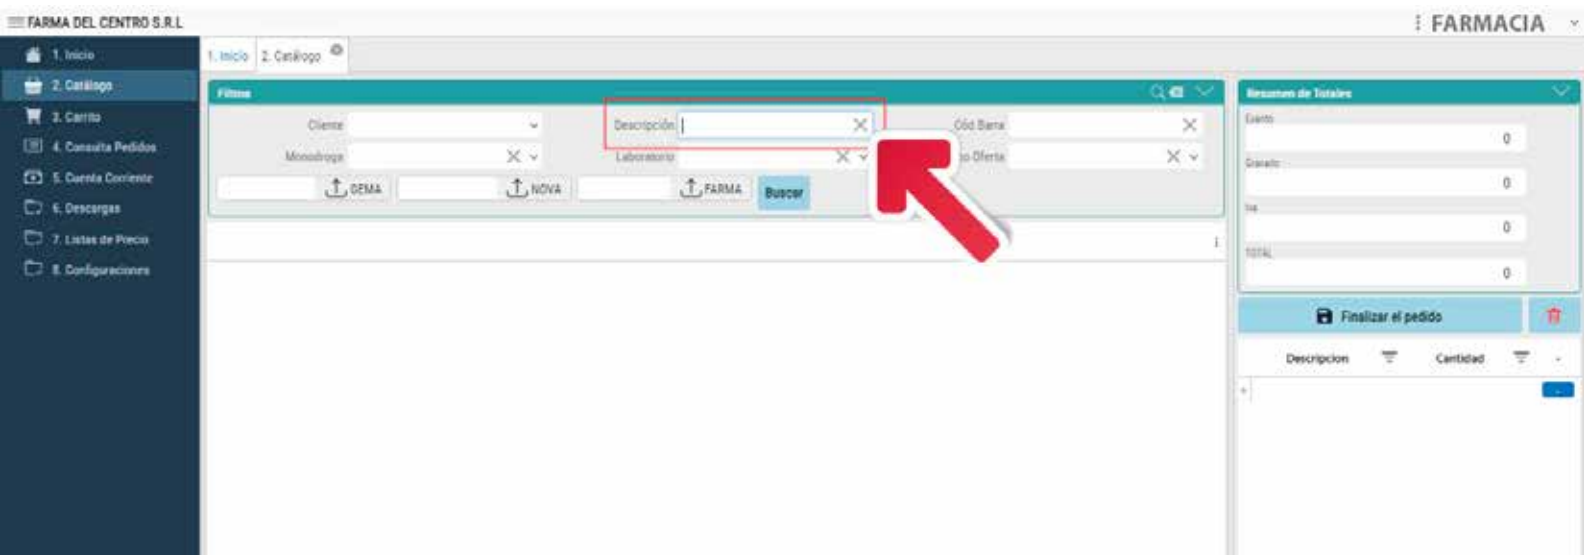 FARMA DEL CENTRO S.R.L
FARMACIA
1. Inicio
2. Catálogo
3. Carrito
4. Consulta Pedidos
5. Cuenta Corriente
6. Descargas
7. Listas de Precio
8. Configuraciones
1. Inicio
2. Catálogo
Filtros
Cliente
Descripción
Cód Barra
Monodroga
Laboratorio
Oferta
GEMA
NOVA
FARMA
Buscar
Resumen de Totales
Exento
0
Gravado
0
Iva
0
TOTAL
0
Finalizar el pedido
Descripcion
Cantidad